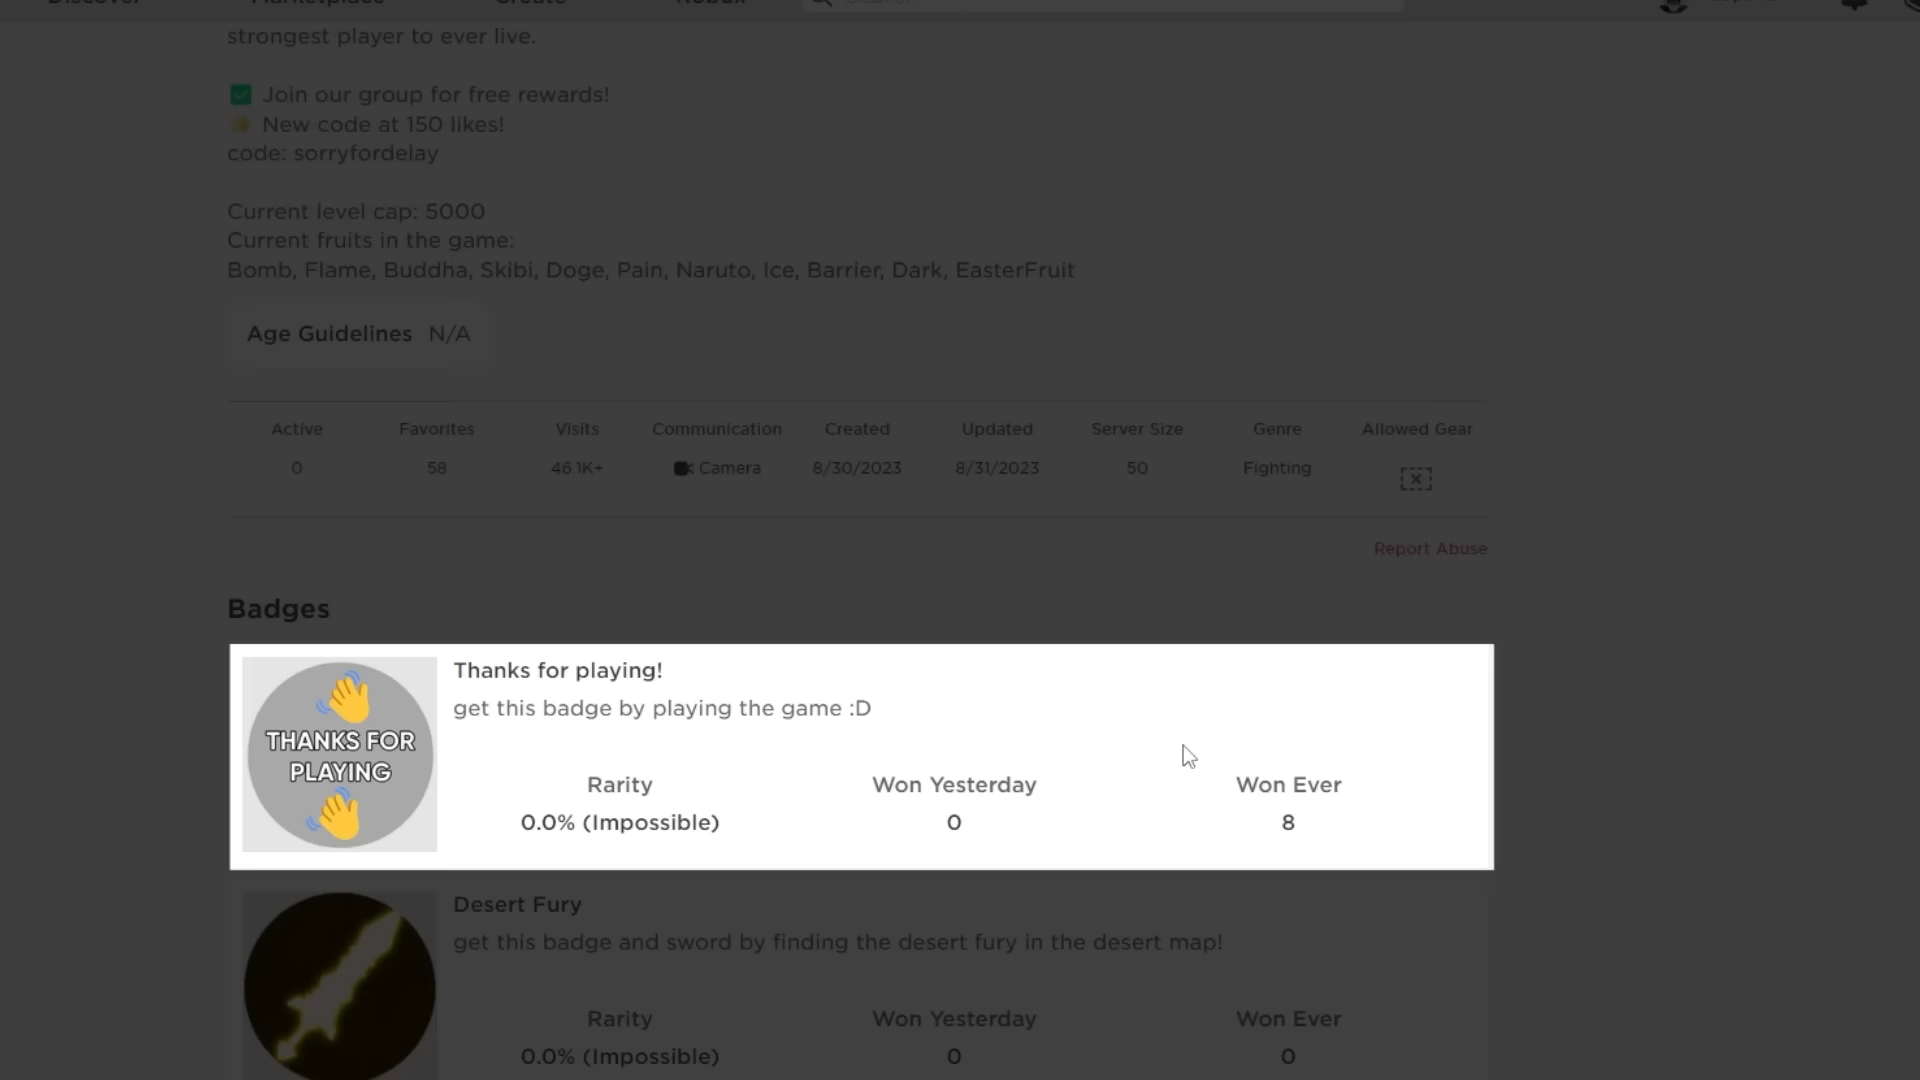 Discover Marketplace Create Robux Search
strongest player to ever live.
✅ Join our group for free rewards!
✨ New code at 150 likes!
code: sorryfordelay
Current level cap: 5000
Current fruits in the game:
Bomb, Flame, Buddha, Skibi, Doge, Pain, Naruto, Ice, Barrier, Dark, EasterFruit
Age Guidelines N/A
Active Favorites Visits Communication Created Updated Server Size Genre Allowed Gear
0 58 46.1K+ Camera 8/30/2023 8/31/2023 50 Fighting
Report Abuse
Badges
Thanks for playing!
get this badge by playing the game :D
THANKS FOR
PLAYING
Rarity Won Yesterday Won Ever
0.0% (Impossible) 0 8
Desert Fury
get this badge and sword by finding the desert fury in the desert map!
Rarity Won Yesterday Won Ever
0.0% (Impossible) 0 0